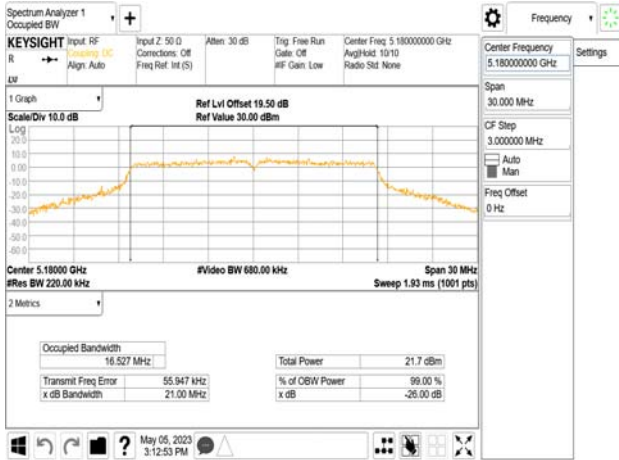 Spectrum Analyzer 1
Occupied BW
+
Frequency
KEYSIGHT
Input: RF
Coupling: DC
Align: Auto
Input Z: 50 Ω
Corrections: Off
Freq Ref: Int (S)
Atten: 30 dB
Trig: Free Run
Gate: Off
#IF Gain: Low
Center Freq: 5.180000000 GHz
Avg|Hold: 10/10
Radio Std: None
R
Center Frequency
5.180000000 GHz
Settings
Span
30.000 MHz
CF Step
3.000000 MHz
Auto
Man
Freq Offset
0 Hz
1 Graph
Scale/Div 10.0 dB
Ref Lvl Offset 19.50 dB
Ref Value 30.00 dBm
Log
20.0
10.0
0.00
-10.0
-20.0
-30.0
-40.0
-50.0
-60.0
Center 5.18000 GHz
#Res BW 220.00 kHz
#Video BW 680.00 kHz
Span 30 MHz
Sweep 1.93 ms (1001 pts)
2 Metrics
Occupied Bandwidth
16.527 MHz
Total Power 21.7 dBm
Transmit Freq Error 55.947 kHz
% of OBW Power 99.00 %
x dB Bandwidth 21.00 MHz
x dB -26.00 dB
?
May 05, 2023
3:12:53 PM